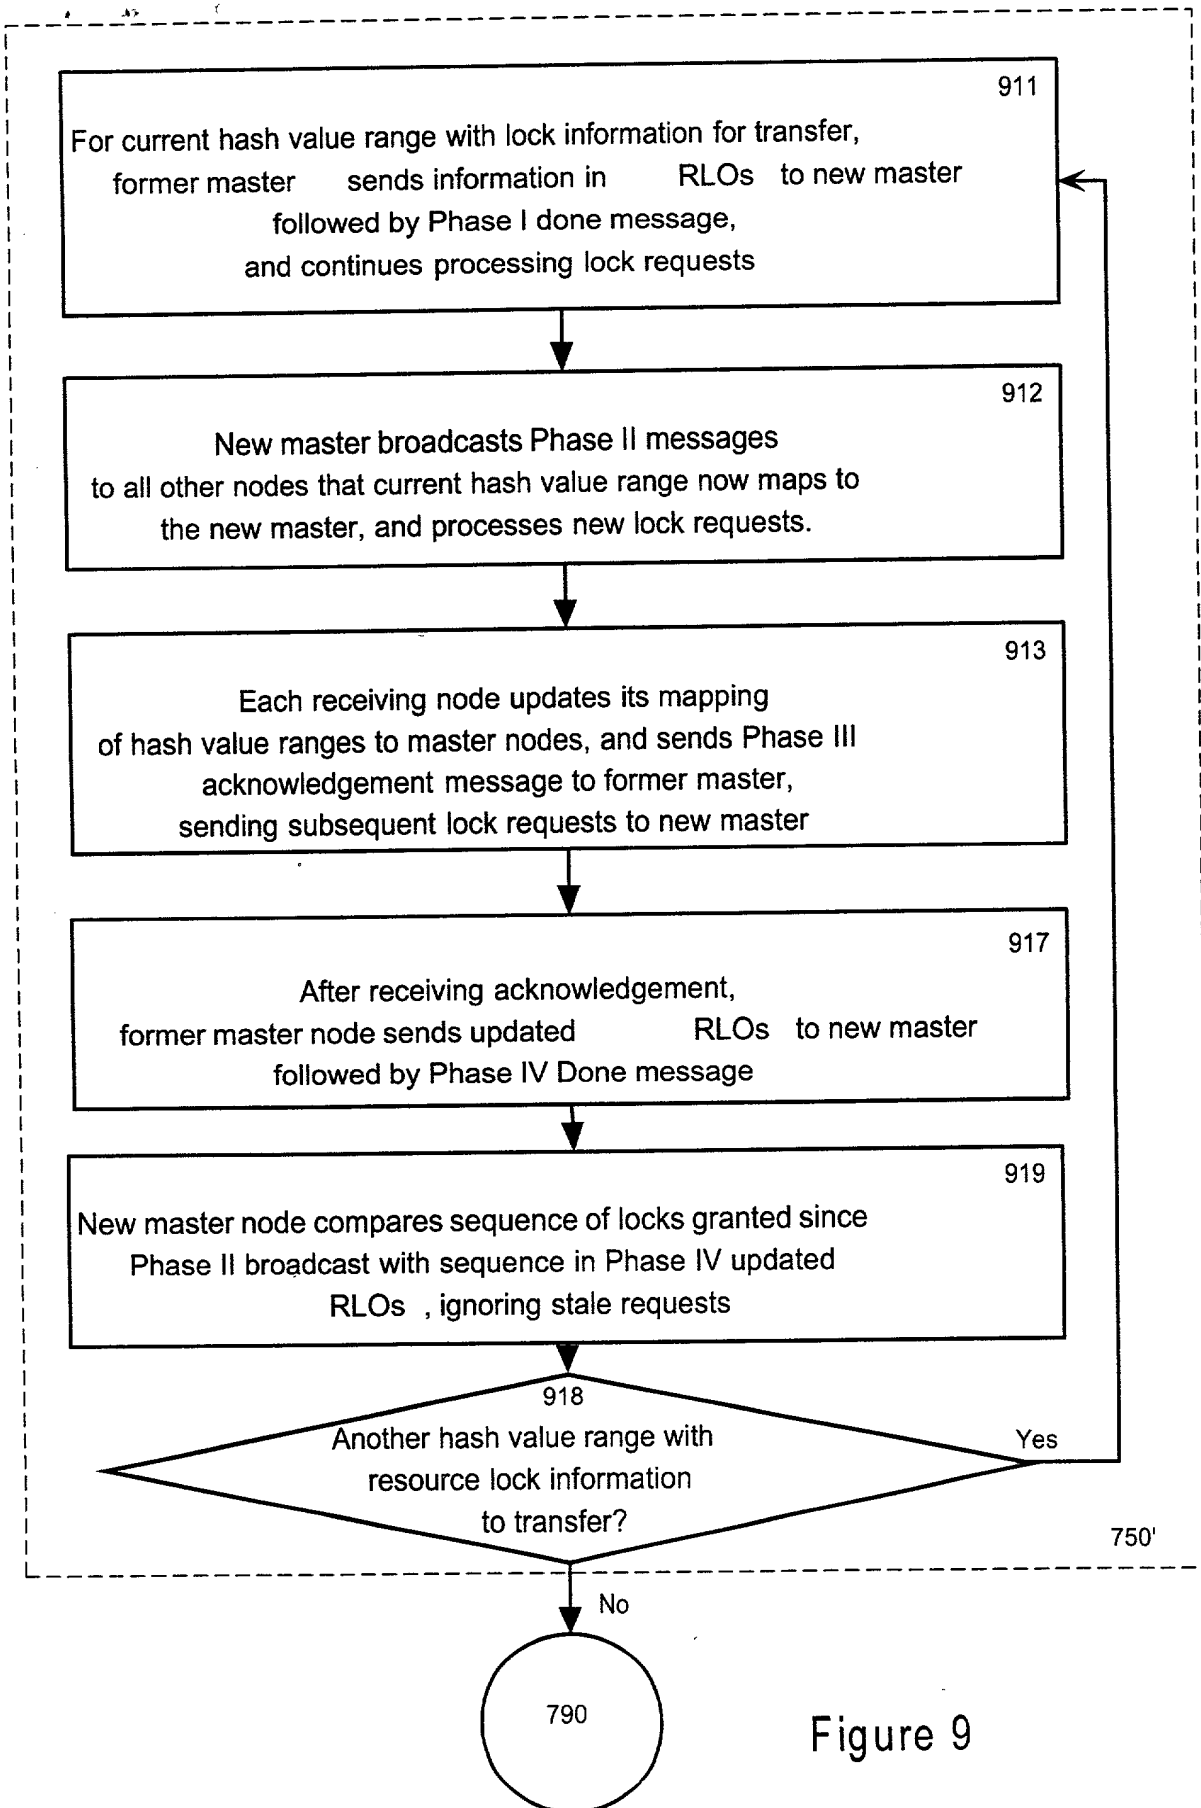 911
For current hash value range with lock information for transfer,
former master sends information in RLOs to new master
followed by Phase I done message,
and continues processing lock requests
912
New master broadcasts Phase II messages
to all other nodes that current hash value range now maps to
the new master, and processes new lock requests.
913
Each receiving node updates its mapping
of hash value ranges to master nodes, and sends Phase III
acknowledgement message to former master,
sending subsequent lock requests to new master
917
After receiving acknowledgement,
former master node sends updated RLOs to new master
followed by Phase IV Done message
919
New master node compares sequence of locks granted since
Phase II broadcast with sequence in Phase IV updated
RLOs , ignoring stale requests
918
Another hash value range with
resource lock information
to transfer?
Yes
750'
No
790
Figure 9